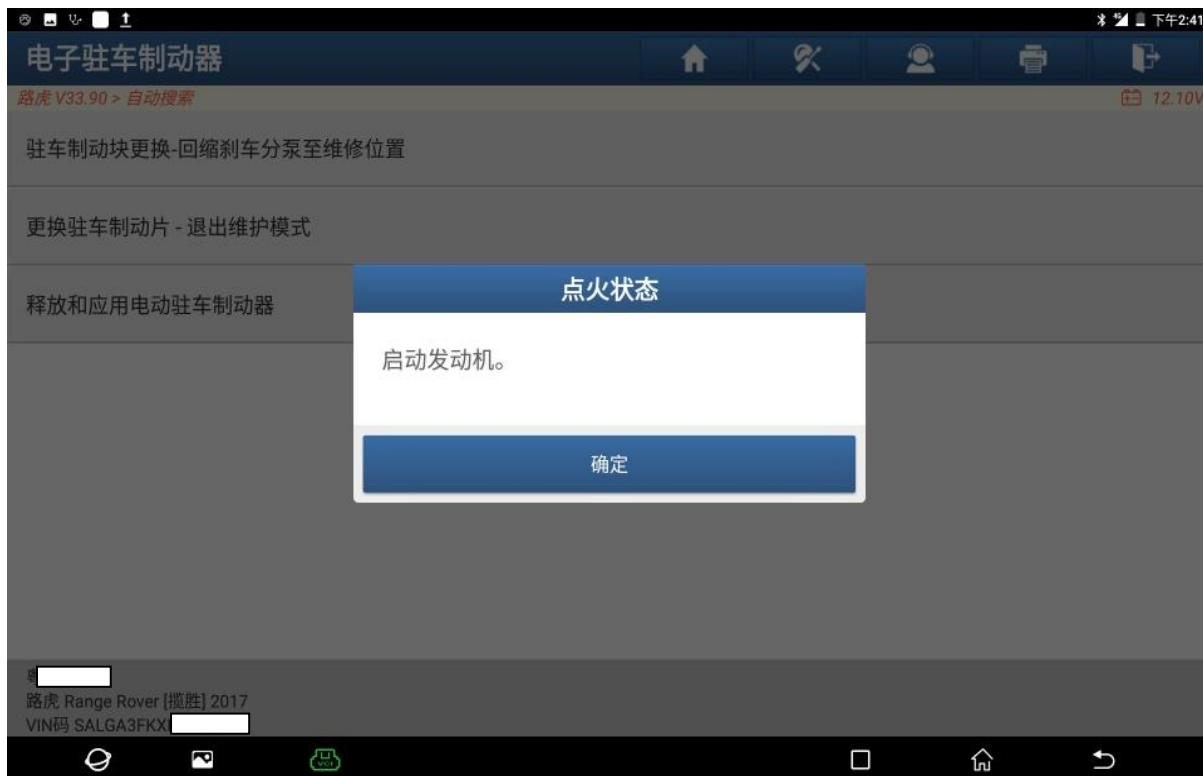 下午2:41
电子驻车制动器
路虎 V33.90 > 自动搜索
12.10V
驻车制动块更换-回缩刹车分泵至维修位置
更换驻车制动片 - 退出维护模式
释放和应用电动驻车制动器
点火状态
启动发动机。
确定
路虎 Range Rover [揽胜] 2017
VIN码 SALGA3FKX
VCI